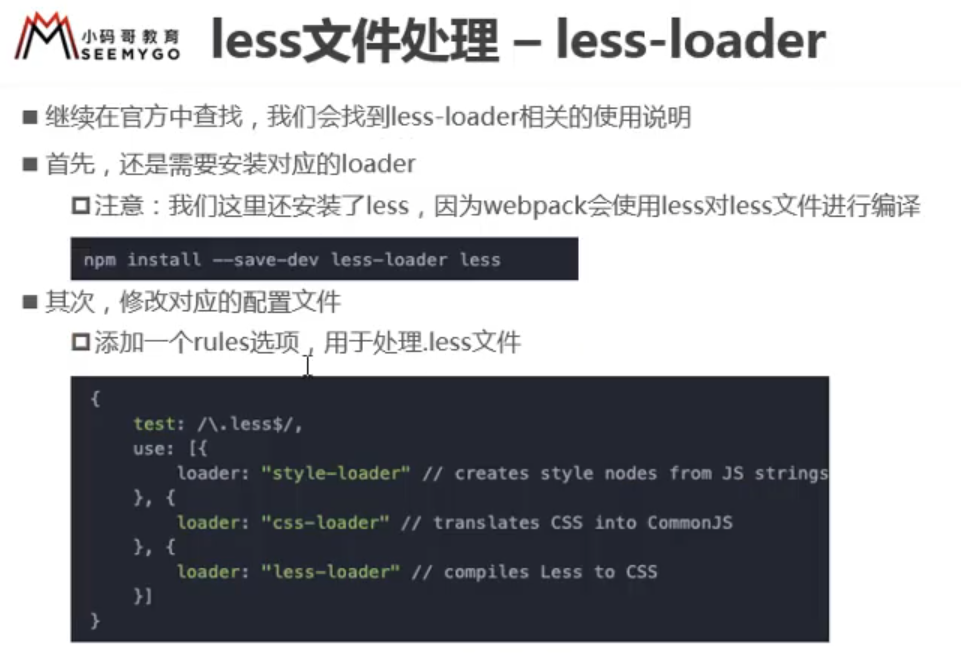 小码哥教育
SEEMYGO
less文件处理 – less-loader
■ 继续在官方中查找，我们会找到less-loader相关的使用说明
■ 首先，还是需要安装对应的loader
注意：我们这里还安装了less，因为webpack会使用less对less文件进行编译
npm install --save-dev less-loader less
■ 其次，修改对应的配置文件
添加一个rules选项，用于处理.less文件
{
    test: /\.less$/,
    use: [{
        loader: "style-loader" // creates style nodes from JS strings
    }, {
        loader: "css-loader" // translates CSS into CommonJS
    }, {
        loader: "less-loader" // compiles Less to CSS
    }]
}